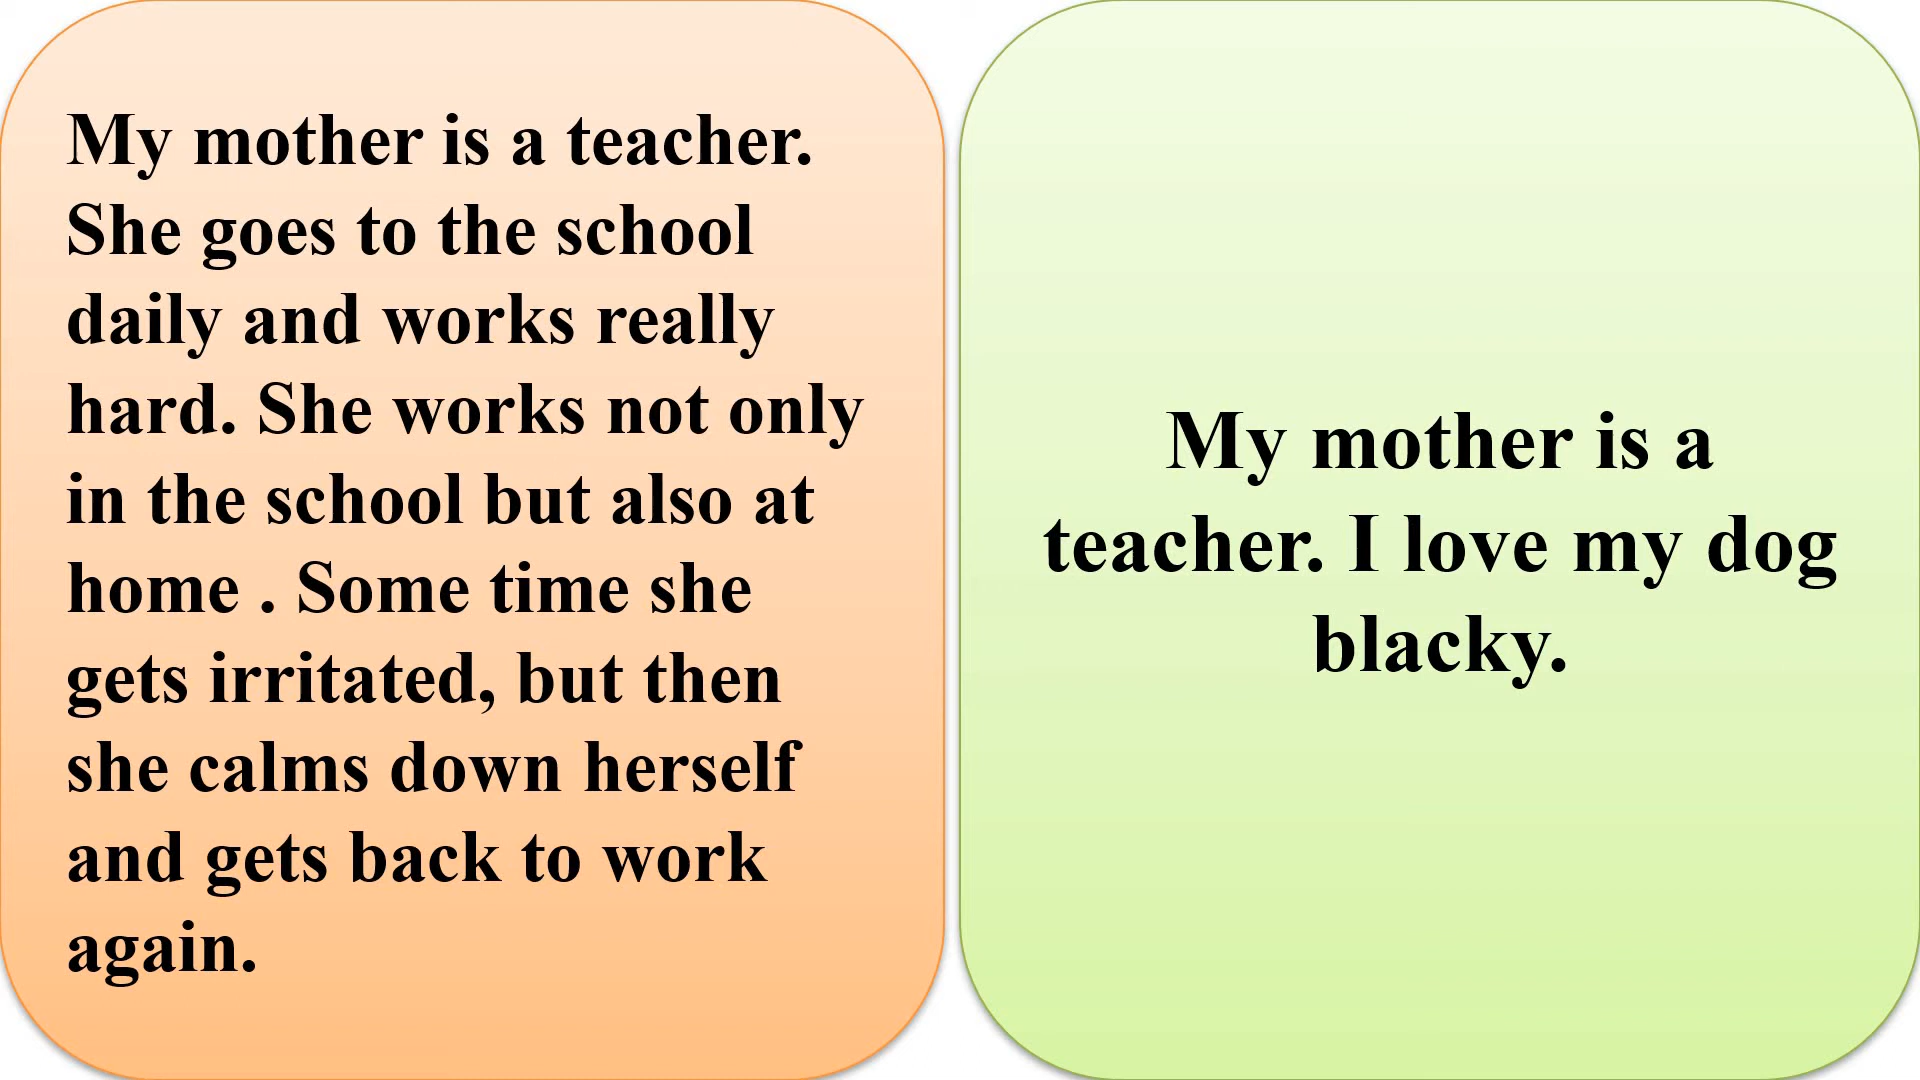 My mother is a teacher.
She goes to the school
daily and works really
hard. She works not only
in the school but also at
home . Some time she
gets irritated, but then
she calms down herself
and gets back to work
again.
My mother is a
teacher. I love my dog
blacky.